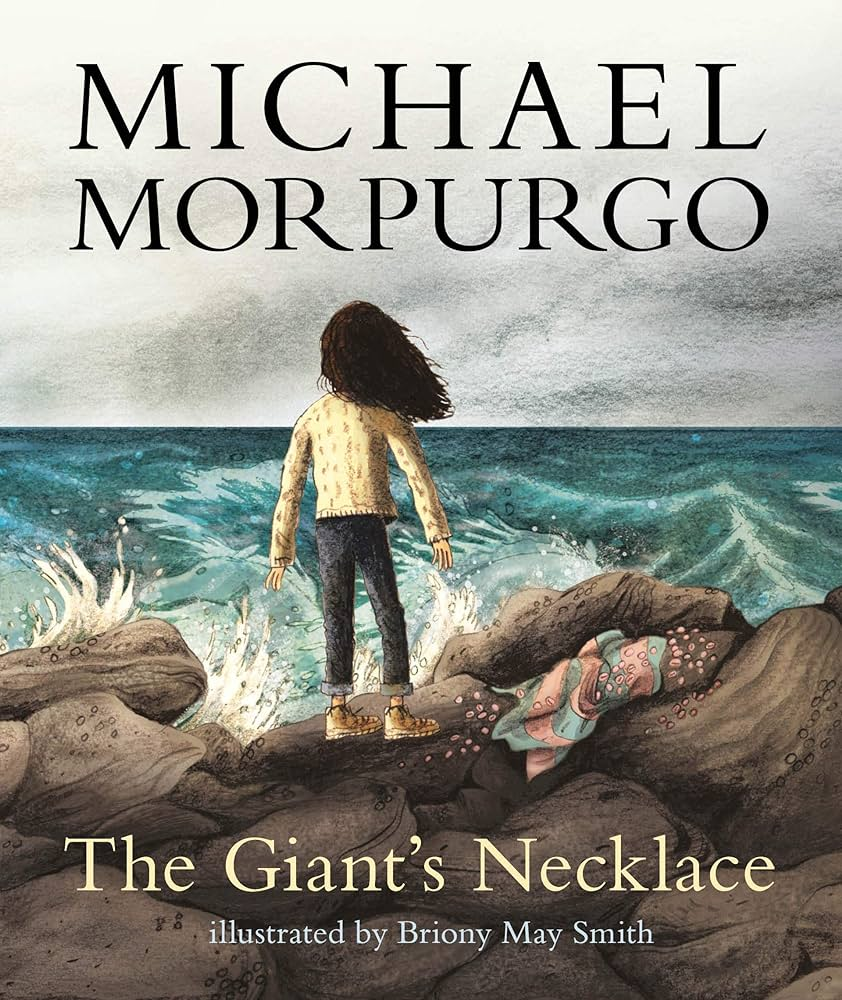 MICHAEL
MORPURGO
The Giant’s Necklace
illustrated by Briony May Smith